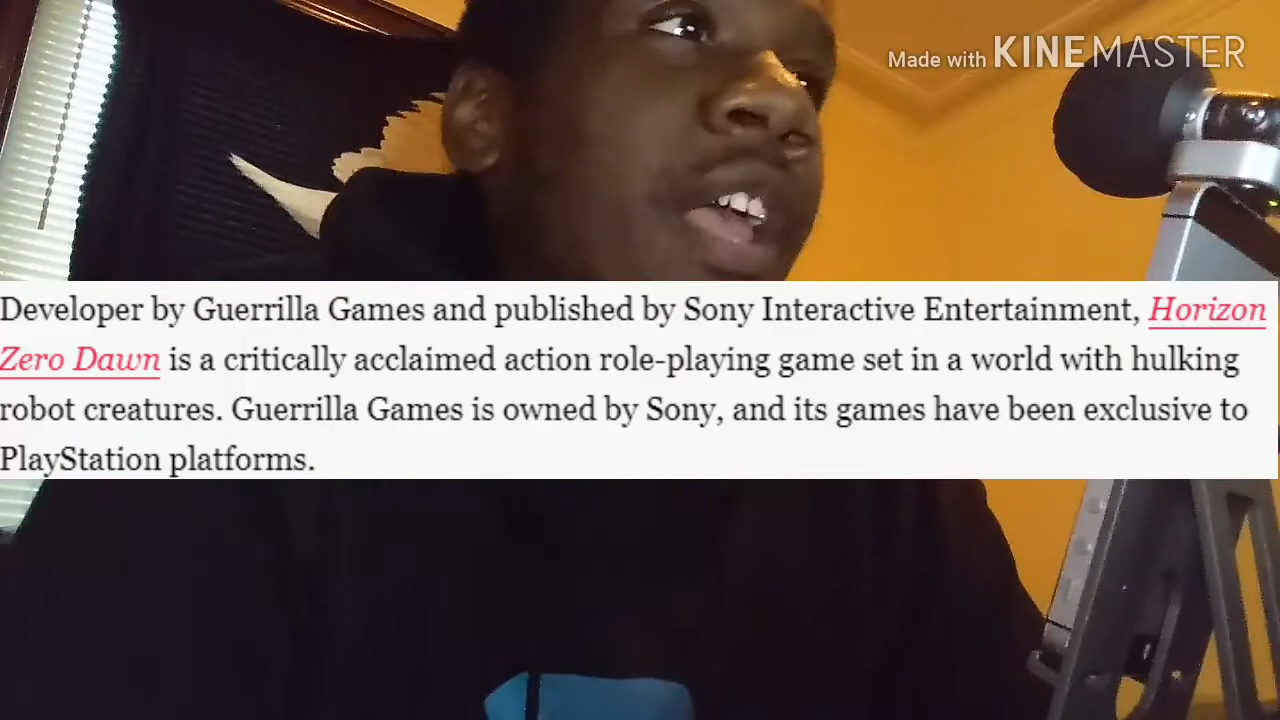 Made with KINEMASTER
Developer by Guerrilla Games and published by Sony Interactive Entertainment, Horizon
Zero Dawn is a critically acclaimed action role-playing game set in a world with hulking
robot creatures. Guerrilla Games is owned by Sony, and its games have been exclusive to
PlayStation platforms.